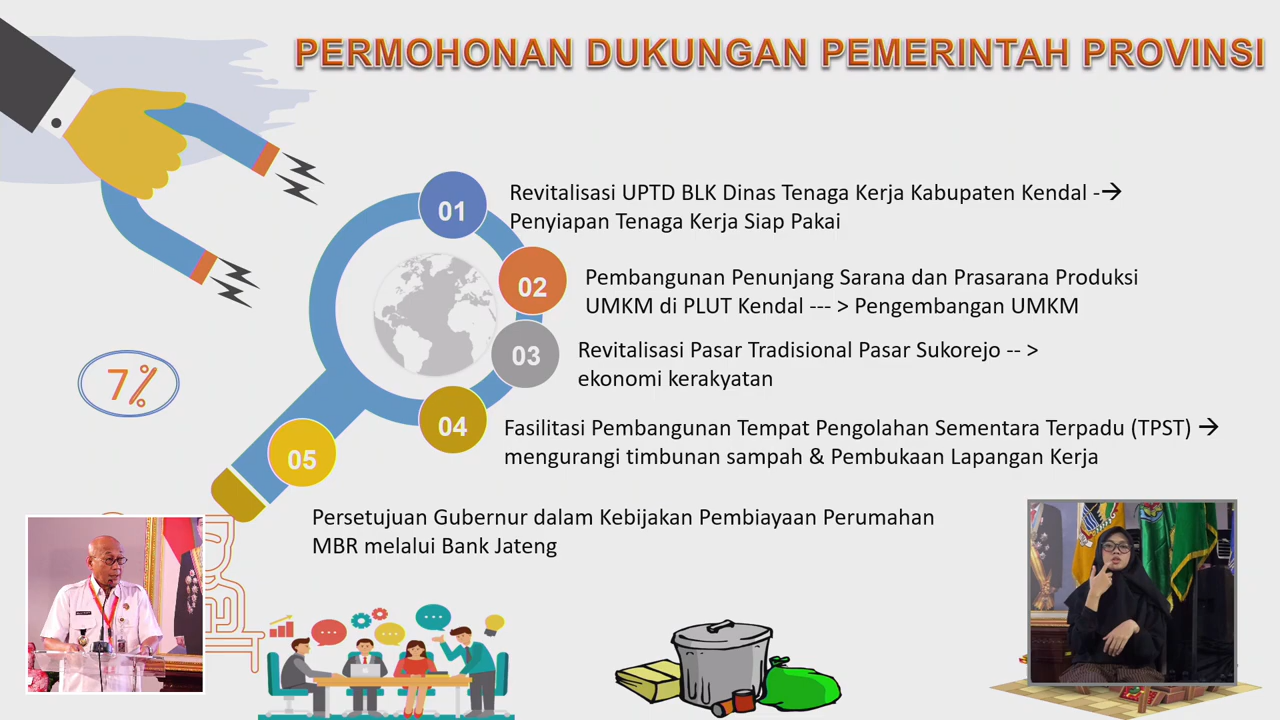 PERMOHONAN DUKUNGAN PEMERINTAH PROVINSI
01
Revitalisasi UPTD BLK Dinas Tenaga Kerja Kabupaten Kendal -→
Penyiapan Tenaga Kerja Siap Pakai
02
Pembangunan Penunjang Sarana dan Prasarana Produksi
UMKM di PLUT Kendal --- > Pengembangan UMKM
03
Revitalisasi Pasar Tradisional Pasar Sukorejo -- >
ekonomi kerakyatan
7%
04
Fasilitasi Pembangunan Tempat Pengolahan Sementara Terpadu (TPST) →
mengurangi timbunan sampah & Pembukaan Lapangan Kerja
05
Persetujuan Gubernur dalam Kebijakan Pembiayaan Perumahan
MBR melalui Bank Jateng